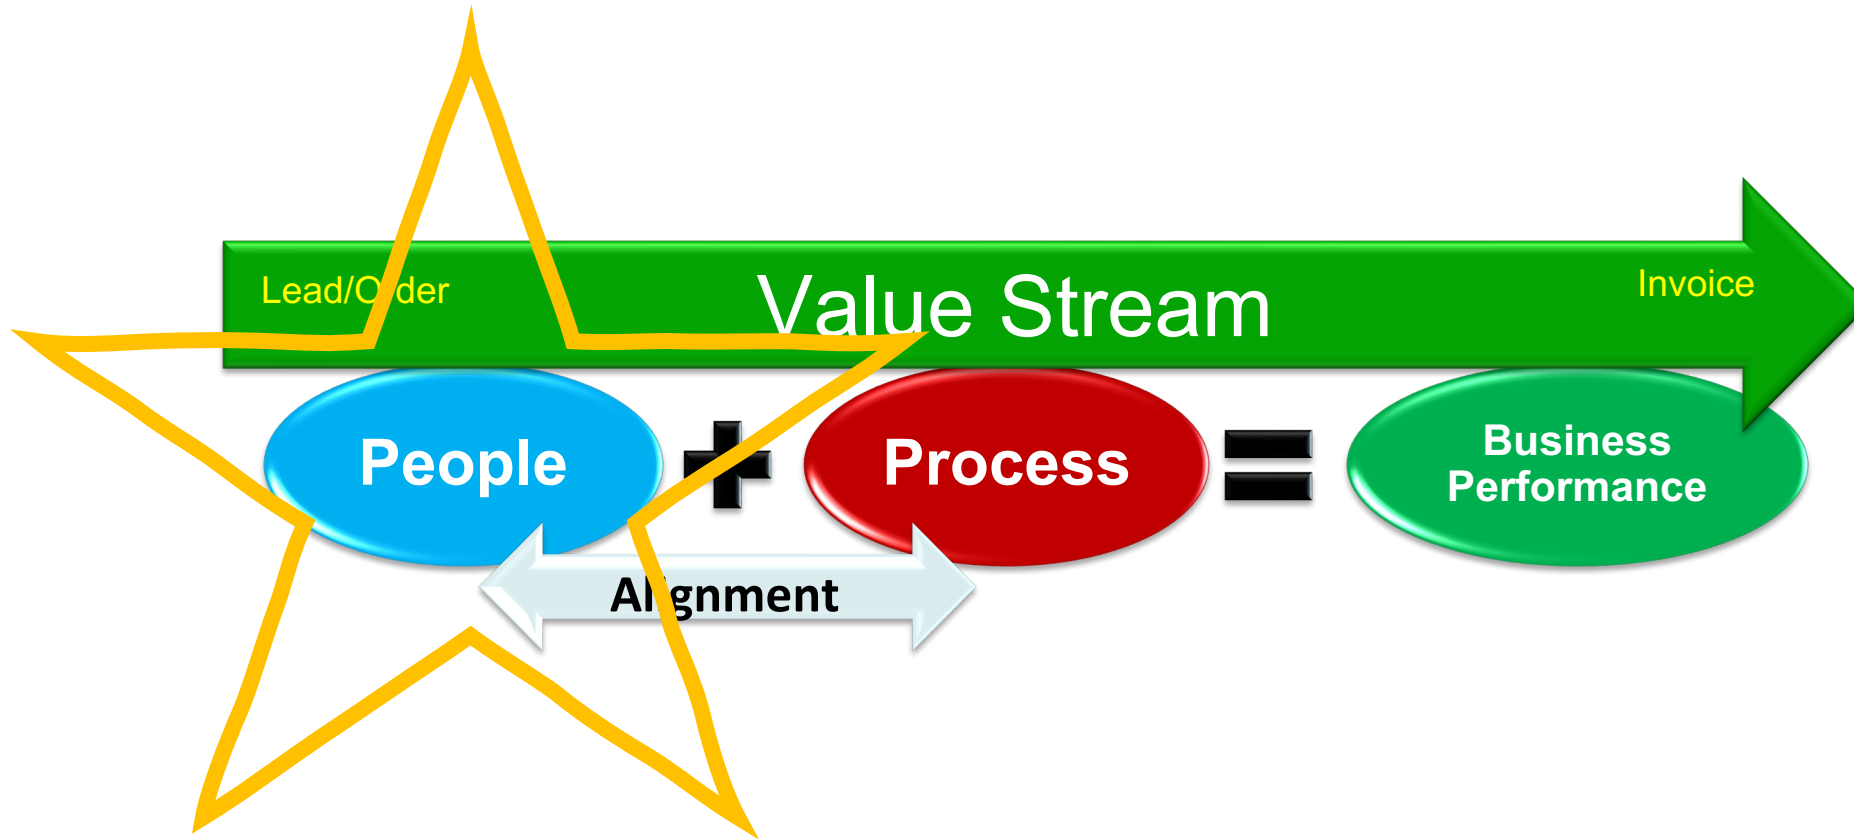 Lead/Order
Value Stream
Invoice
People
Process
Business
Performance
Alignment